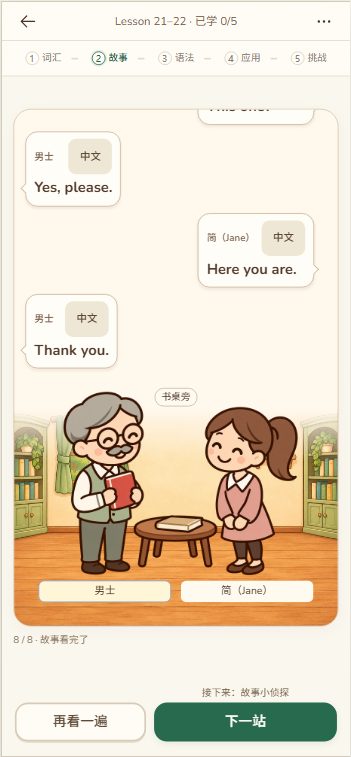 Lesson 21–22 · 已学 0/5
1 词汇 2 故事 3 语法 4 应用 5 挑战
This one?
男士 中文
Yes, please.
简（Jane） 中文
Here you are.
男士 中文
Thank you.
书桌旁
男士 简（Jane）
8 / 8 · 故事看完了
接下来：故事小侦探
再看一遍 下一站